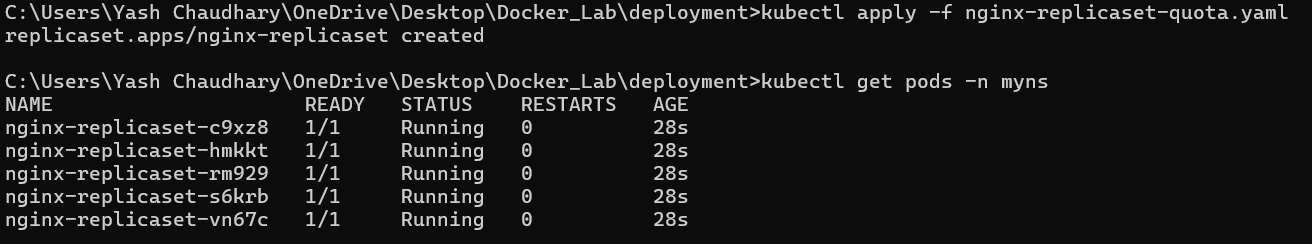 C:\Users\Yash Chaudhary\OneDrive\Desktop\Docker_Lab\deployment>kubectl apply -f nginx-replicaset-quota.yaml
replicaset.apps/nginx-replicaset created
C:\Users\Yash Chaudhary\OneDrive\Desktop\Docker_Lab\deployment>kubectl get pods -n myns
NAME                     READY   STATUS    RESTARTS   AGE
nginx-replicaset-c9xz8   1/1     Running   0          28s
nginx-replicaset-hmkkt   1/1     Running   0          28s
nginx-replicaset-rm929   1/1     Running   0          28s
nginx-replicaset-s6krb   1/1     Running   0          28s
nginx-replicaset-vn67c   1/1     Running   0          28s